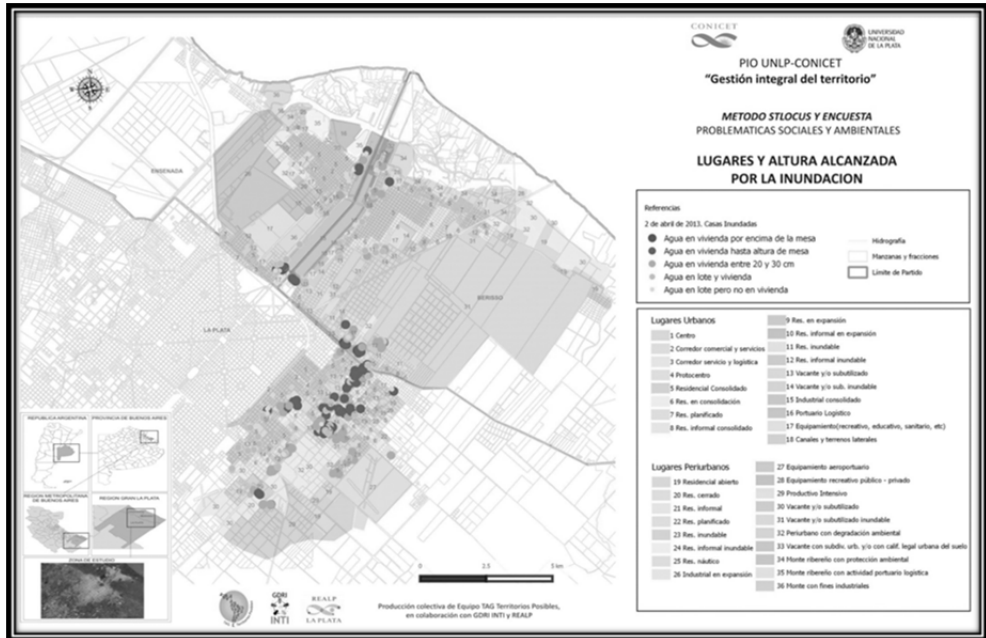 CONICET
UNIVERSIDAD
NACIONAL
DE LA PLATA
PIO UNLP-CONICET
“Gestión integral del territorio”
METODO STLOCUS Y ENCUESTA
PROBLEMATICAS SOCIALES Y AMBIENTALES
LUGARES Y ALTURA ALCANZADA
POR LA INUNDACION
Referencias
2 de abril de 2013. Casas Inundadas
Agua en vivienda por encima de la mesa
Agua en vivienda hasta altura de mesa
Agua en vivienda entre 20 y 30 cm
Agua en lote y vivienda
Agua en lote pero no en vivienda
Hidrografía
Manzanas y fracciones
Límite de Partido
Lugares Urbanos
1 Centro
2 Corredor comercial y servicios
3 Corredor servicio y logística
4 Protocentro
5 Residencial Consolidado
6 Res. en consolidación
7 Res. planificado
8 Res. informal consolidado
9 Res. en expansión
10 Res. informal en expansión
11 Res. inundable
12 Res. informal inundable
13 Vacante y/o subutilizado
14 Vacante y/o sub. inundable
15 Industrial consolidado
16 Portuario Logístico
17 Equipamiento(recreativo, educativo, sanitario, etc)
18 Canales y terrenos laterales
Lugares Periurbanos
19 Residencial abierto
20 Res. cerrado
21 Res. informal
22 Res. planificado
23 Res. inundable
24 Res. informal inundable
25 Res. náutico
26 Industrial en expansión
27 Equipamiento aeroportuario
28 Equipamiento recreativo público - privado
29 Productivo Intensivo
30 Vacante y/o subutilizado
31 Vacante y/o subutilizado inundable
32 Periurbano con degradación ambiental
33 Vacante con subdiv. urb. y/o con calif. legal urbana del suelo
34 Monte ribereño con protección ambiental
35 Monte ribereño con actividad portuario logística
36 Monte con fines industriales
ENSENADA
LA PLATA
BERISSO
REPUBLICA ARGENTINA
PROVINCIA DE BUENOS AIRES
REGION METROPOLITANA
DE BUENOS AIRES
REGION GRAN LA PLATA
ZONA DE ESTUDIO
0 2.5 5 km
GDRI
INTI
REALP
LA PLATA
Producción colectiva de Equipo TAG Territorios Posibles,
en colaboración con GDRI INTI y REALP